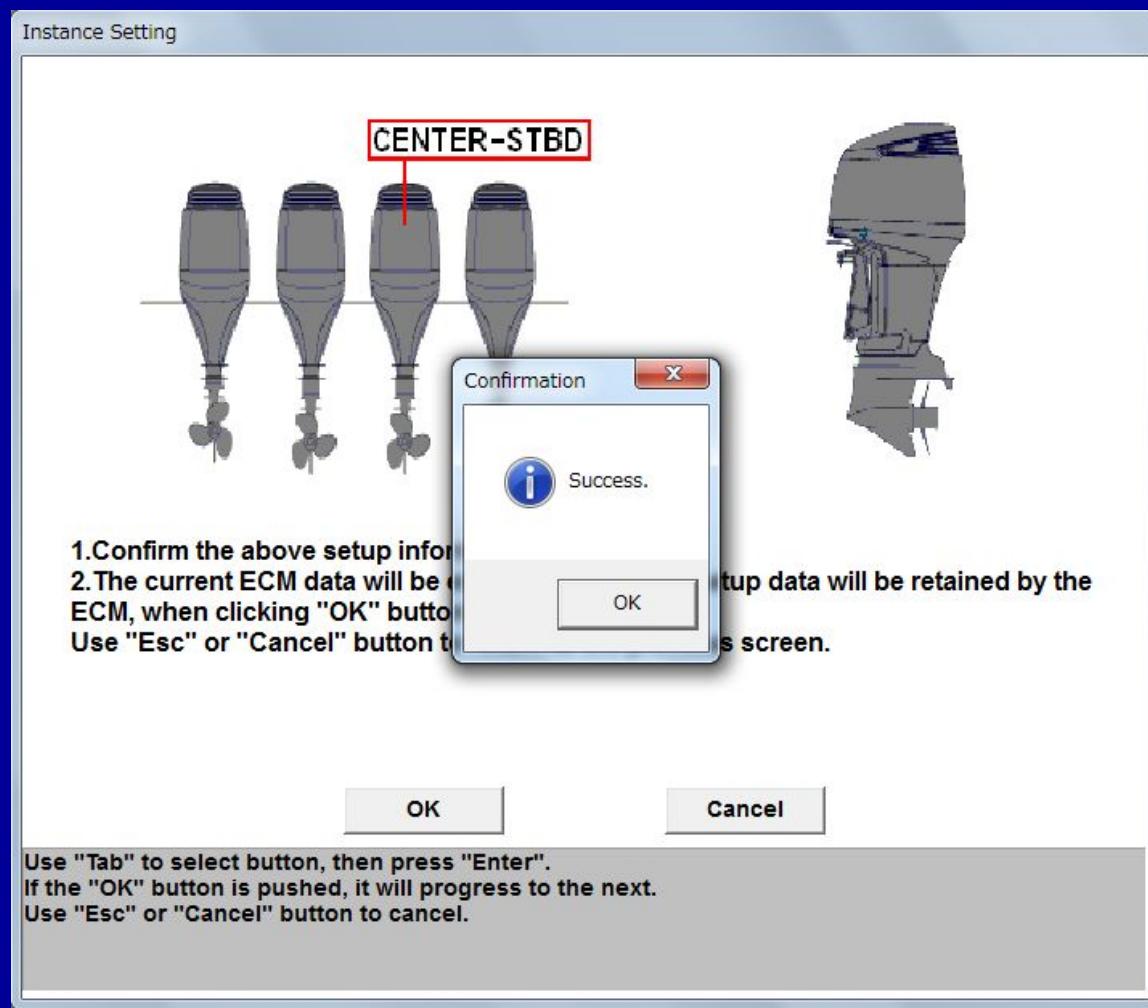 Instance Setting
CENTER-STBD
Confirmation
Success.
OK
1.Confirm the above setup
2.The current ECM data will be tup data will be retained by the
ECM, when clicking "OK"
Use "Esc" or "Cancel" button s screen.
OK Cancel
Use "Tab" to select button, then press "Enter".
If the "OK" button is pushed, it will progress to the next.
Use "Esc" or "Cancel" button to cancel.